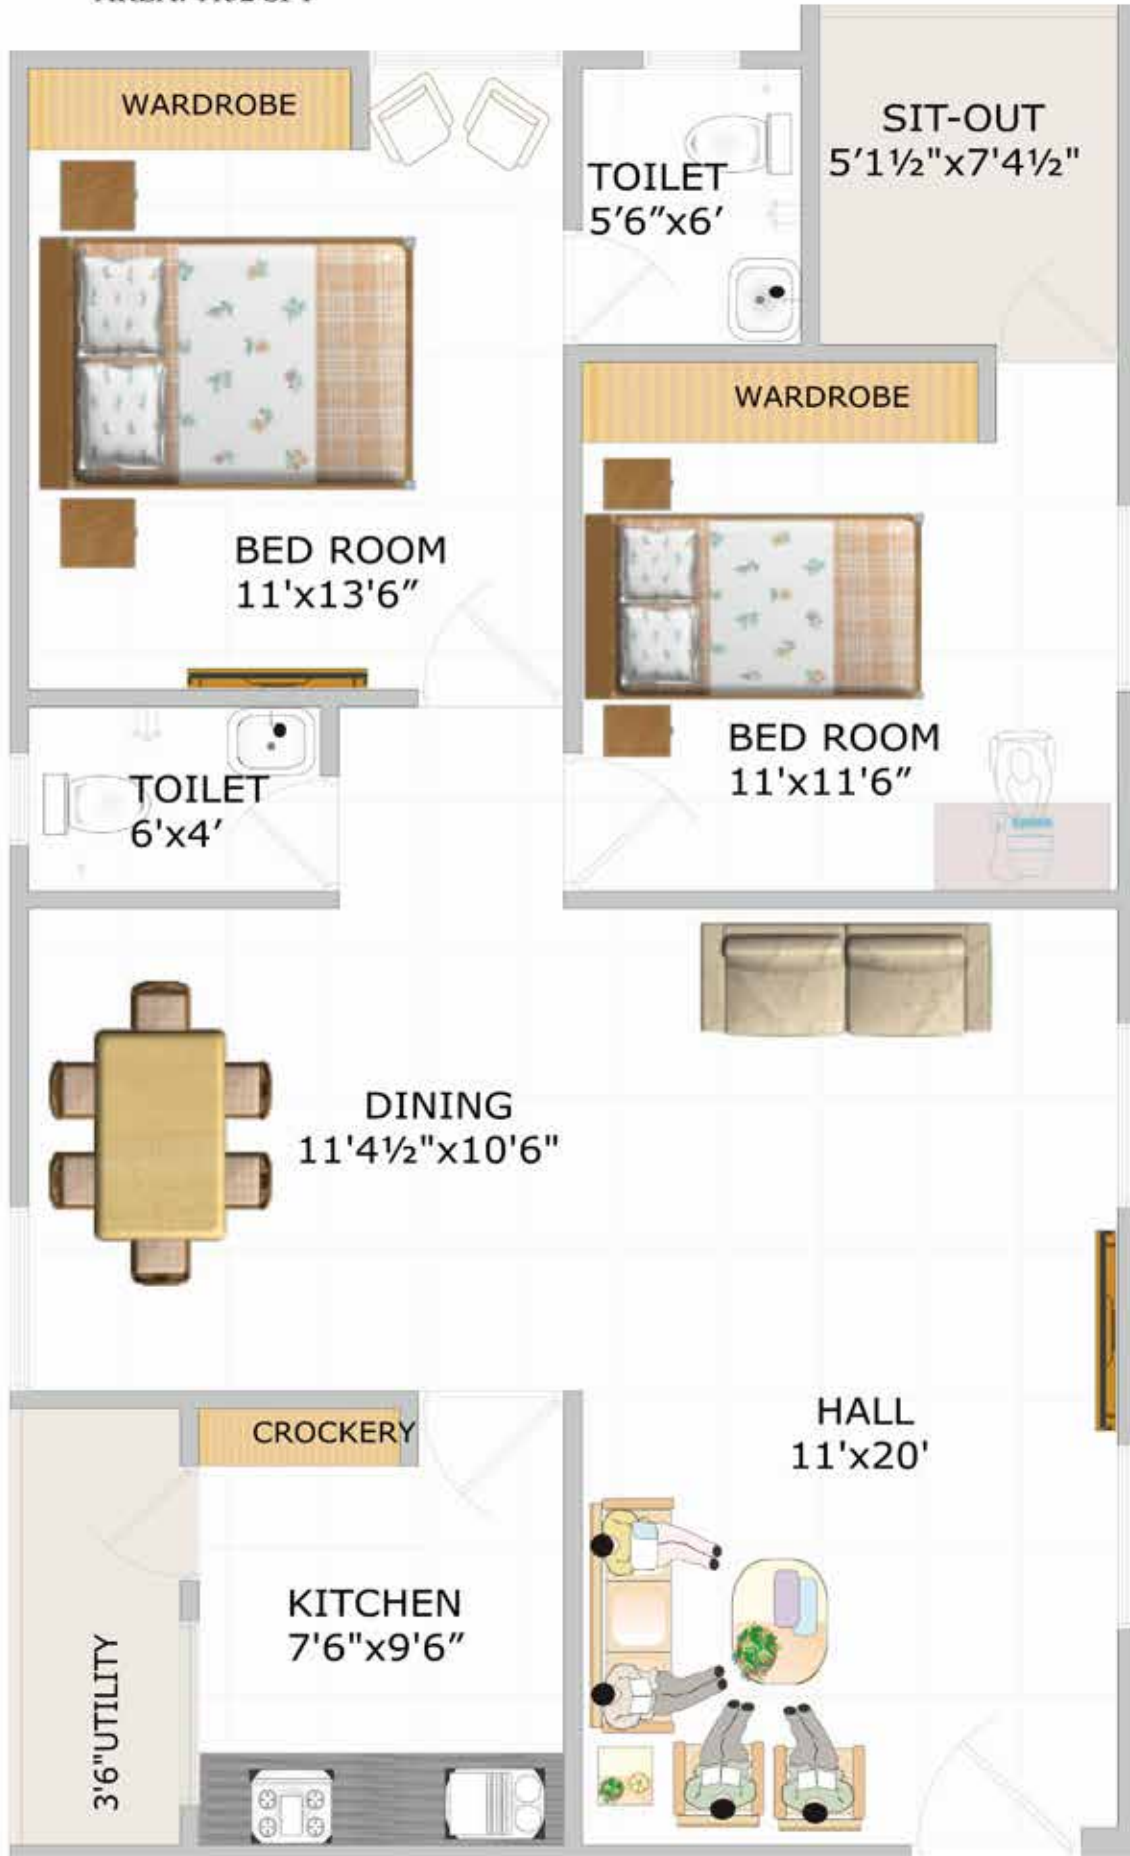 WARDROBE
TOILET
5'6”x6’
SIT-OUT
5’1½"x7'4½"
WARDROBE
BED ROOM
11'x13'6”
BED ROOM
11'x11'6”
TOILET
6'x4’
DINING
11'4½"x10'6"
HALL
11'x20'
CROCKERY
KITCHEN
7'6"x9'6”
3'6"UTILITY